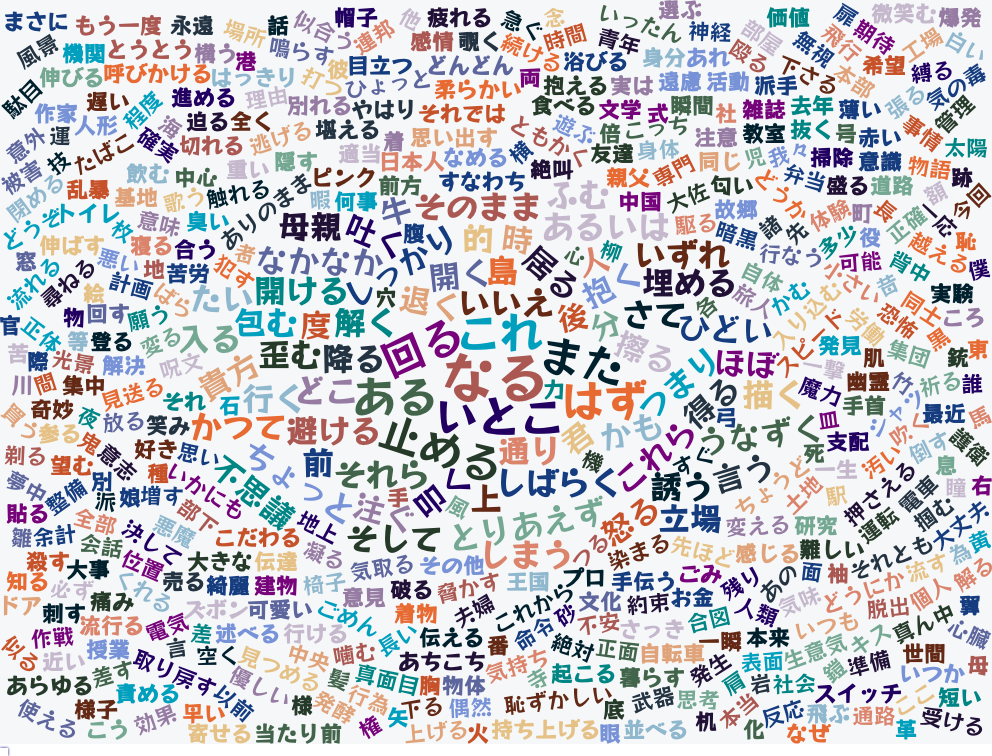 まさに もう一度 永遠 場所 話 似合う 帽子 他 疲れる 急ぐ 念 いったん 選ぶ 神経 価値 扉 微笑む 爆発
風景 機関 とうとう 構う 港 鳴らす 連邦 感情 覗く 続ける 時間 青年 部屋 無視 飛行 期待 工場 白い
駄目 伸びる 呼びかける はっきり 打つ 彼 目立つ どんどん 両 浴びる 身分 あれ 殴る 下さる 本部 希望 縛る 気の毒
ひょっと 柔らかい 抱える 実は 遠慮 活動 派手
作家 遅い 程度 進める 理由 別れる やはり それでは 食べる 文学 式 瞬間 社 雑誌 去年 薄い 張る 管理
意外 運 人形 海 迫る 全く 堪える 着 思い出す ともかく 遊ぶ 倍 こっち 注意 教室 抜く 号 赤い 事情 太陽
被害 技 たばこ 確実 切れる 逃げる 適当 日本人 なめる 横 絶叫 友達 身体 同じ 児 我々 掃除 意識 物語
閉める 乱暴 飲む 中心 重い 隠す ピンク 前方 すなわち 親父 専門 どうか 弁当 盛る 道路 跡
どうぞ トイレ 基地 歌う 触れる ありのまま 暇 何事 牛 そのまま ふむ 中国 大佐 匂い 故郷 体験 町 長 正確 額 一応 今回
枚 意味 臭い 母親 吐く 腹 あるいは 駆る 暗黒 諸 先 多少 役 越える 恥
窓 伸ばす 悪い 寝る 合う 犯す 者 なかなか うっかり 的 時 居る 心 人 柳 いずれ 行なう 可能 背中 僕
流れる 尋ねる 計画 地 苦労 開く 島 抱く 埋める 自体 小さい 苔
絵 ばら たい 開ける し 穴 退く いいえ 後 分 さて 各 旅人 かむ 入り込む 同士 実験
官 正体 物 回す 願う 変る 入る 包む 度 解く これ ひどい スピード 労働 恐怖 黒 ころ
苦 際 等 登る 光景 解決 呪文 貴方 歪む 降る 回る なる また 擦る つまり ほぼ 発見 肌 集団 銃 東
川 間 集中 見送る それ 石 行く どこ ある いとこ 力 はず 得る 描く 一撃 魔力 幽霊 竹 祈る 誰
買う 奇妙 夜 放る 笑み かつて 避ける 止める 通り 君 かも 弓 皿 手首 シャツ 吹く 最近 馬
剃る 参る 鬼 意志 好き 思い 不思議 ちょっと 前 それら しばらく 機 これら すぐ うなずく 死 支配 汚い 倒す 議論
夢中 望む 整備 別 種 いかにも 注ぐ 手 叩く 上 誘う 言う ちょうど 一生 土地 駅 押さえる 息 瞳 右
貼る 派 娘 増す 部下 地上 風 とりあえず 怒る 立場 変える 研究 運転 電車 掴む
雛 余計 全部 会話 決して 悪魔 こだわる そして しまう つる 染まる 先ほど 感じる 難しい それとも 大丈夫
殺す 大事 位置 大きな 伝達 凝る 気取る その他 プロ 手伝う ごみ 残り あの 面 袖 どうにか 流す 為 黄
知る 必ず くれる 売る 綺麗 建物 椅子 意見 破る 脅かす 王国 文化 約束 お金 人類 気味 脱出 個人 解る
ドア 刺す 痛み ズボン 可愛い ごめん 着物 夫婦 これから 砂 不安 さっき 合図 いつも 真ん中 翼
似る 作戦 流行る 電気 差 述べる 行ける 長い 伝える 番 命令 絶対 正面 自転車 一瞬 本来 生意気 キス 世間 心臓
近い 授業 言 空く 見つめる 中央 噛む あちこち 気持ち 寺 起こる 暮らす 発生 表面 鎖 準備 いつか 母
あらゆる 差す 取り戻す 以前 優しい 髪 行為 真面目 胸 物体 恥ずかしい 武器 思考 肩 岩 社会 スイッチ ここ 短い
使える 様子 責める 効果 早い 様 発酵 権 矢 下る 偶然 底 机 本当 反応 飛ぶ 通路 受ける
こう 寄せる 当たり前 上げる 火 持ち上げる 眼 並べる 化 なぜ 革